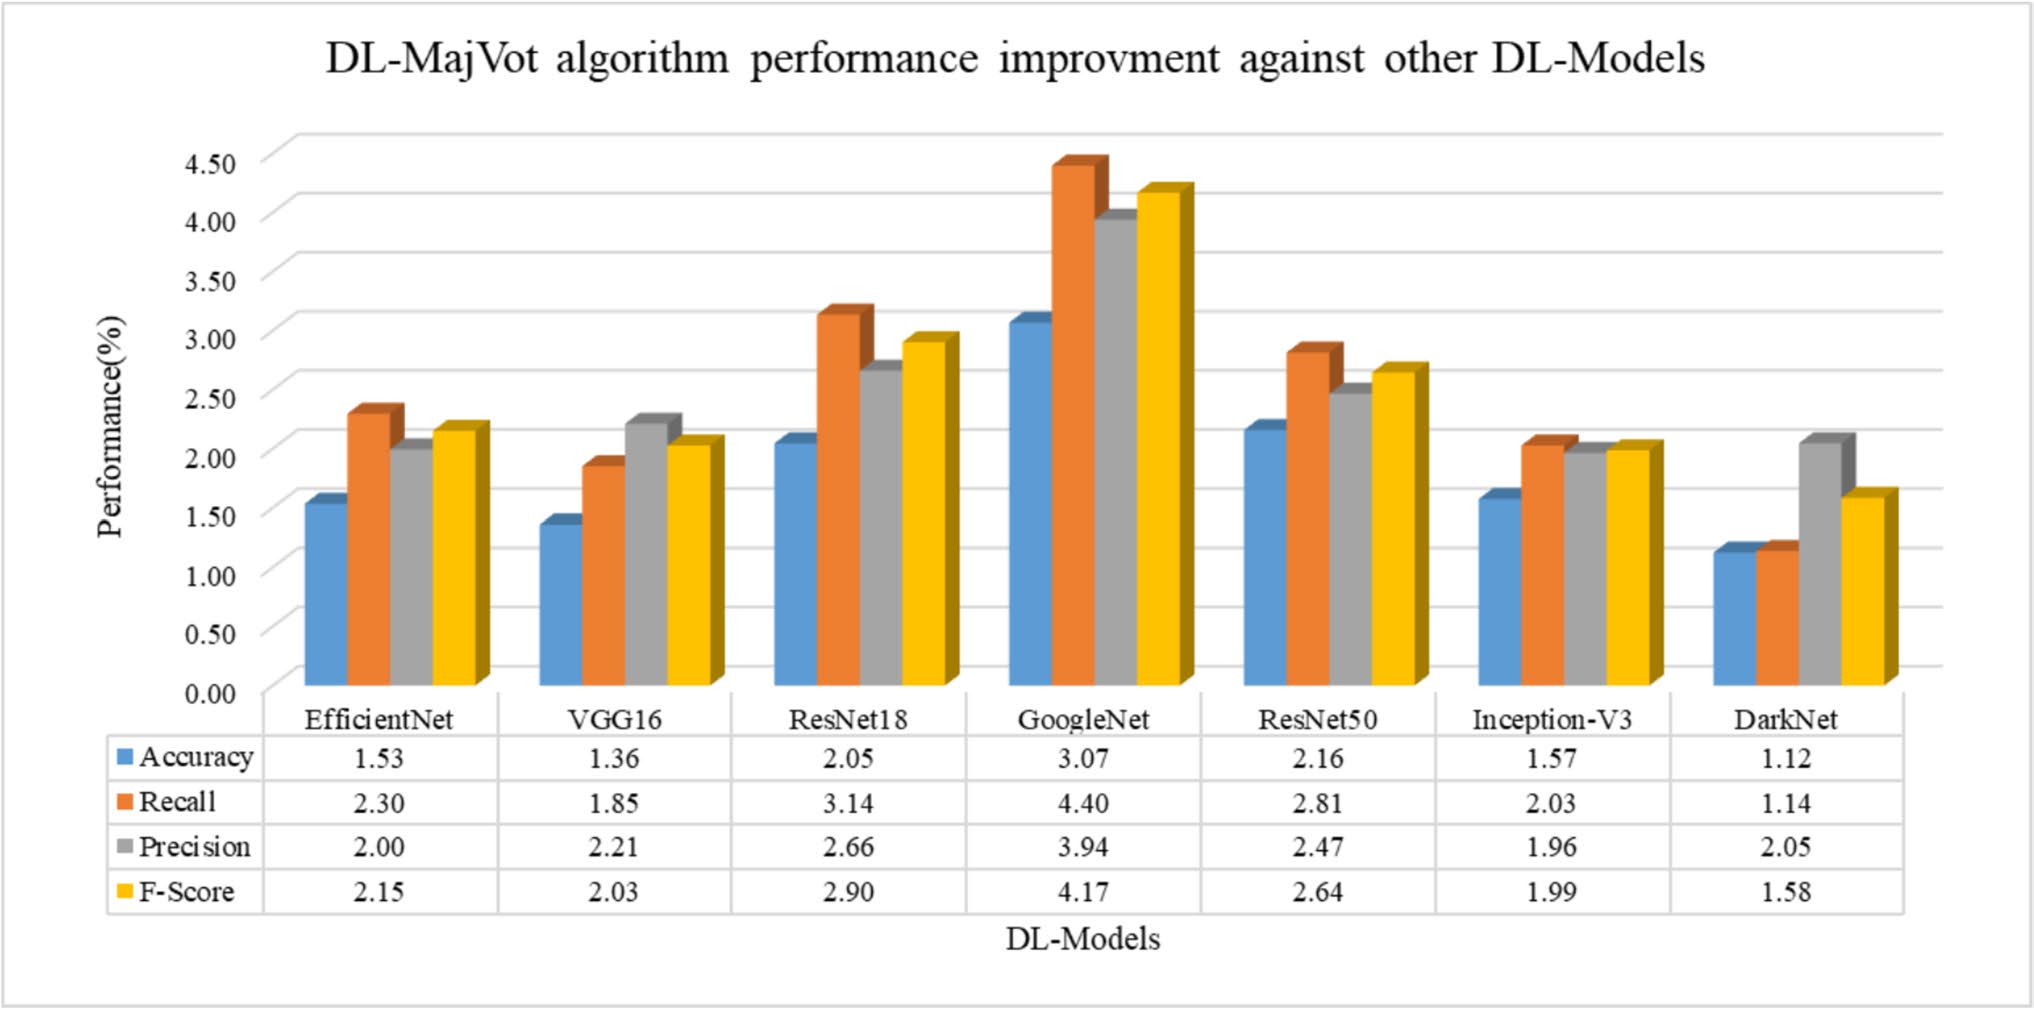 DL-MajVot algorithm performance improvment against other DL-Models
4.50
4.00
3.50
3.00
2.50
2.00
1.50
1.00
0.50
0.00
Performance(%)
EfficientNet VGG16 ResNet18 GoogleNet ResNet50 Inception-V3 DarkNet
Accuracy 1.53 1.36 2.05 3.07 2.16 1.57 1.12
Recall 2.30 1.85 3.14 4.40 2.81 2.03 1.14
Precision 2.00 2.21 2.66 3.94 2.47 1.96 2.05
F-Score 2.15 2.03 2.90 4.17 2.64 1.99 1.58
DL-Models